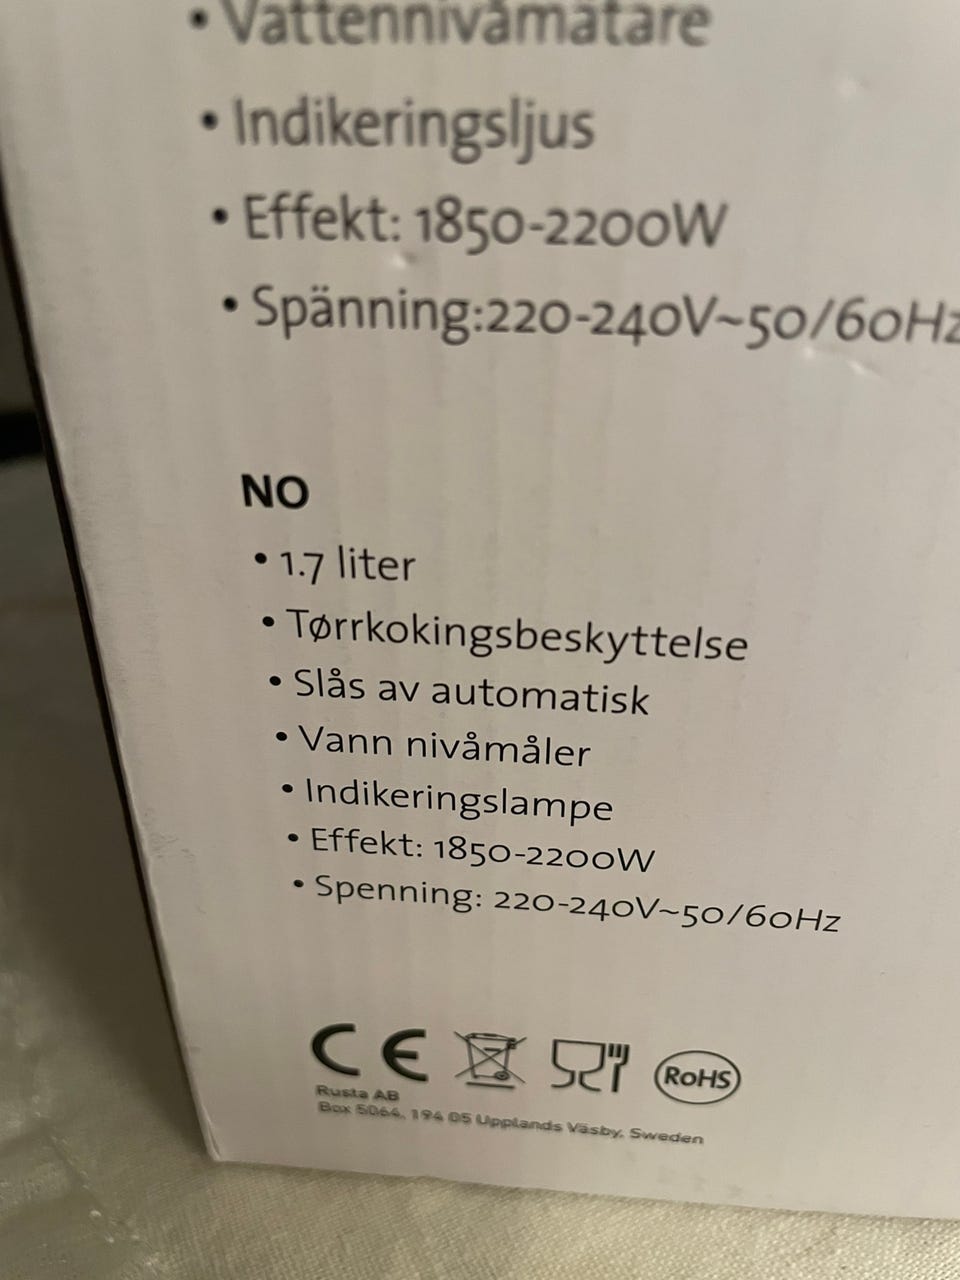 • Vattennivåmätare
• Indikeringsljus
• Effekt: 1850-2200W
• Spänning:220-240V~50/60Hz
NO
• 1.7 liter
• Tørrkokingsbeskyttelse
• Slås av automatisk
• Vann nivåmåler
• Indikeringslampe
• Effekt: 1850-2200W
• Spenning: 220-240V~50/60Hz
CE
RoHS
Rusta AB
Box 5064, 194 05 Upplands Väsby, Sweden